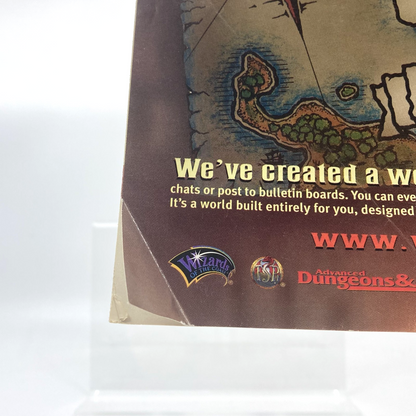 We've created a w
chats or post to bulletin boards. You can eve
It's a world built entirely for you, designed
WWW.
Wizards
OF THE COAST
TSR
Advanced
Dungeons&